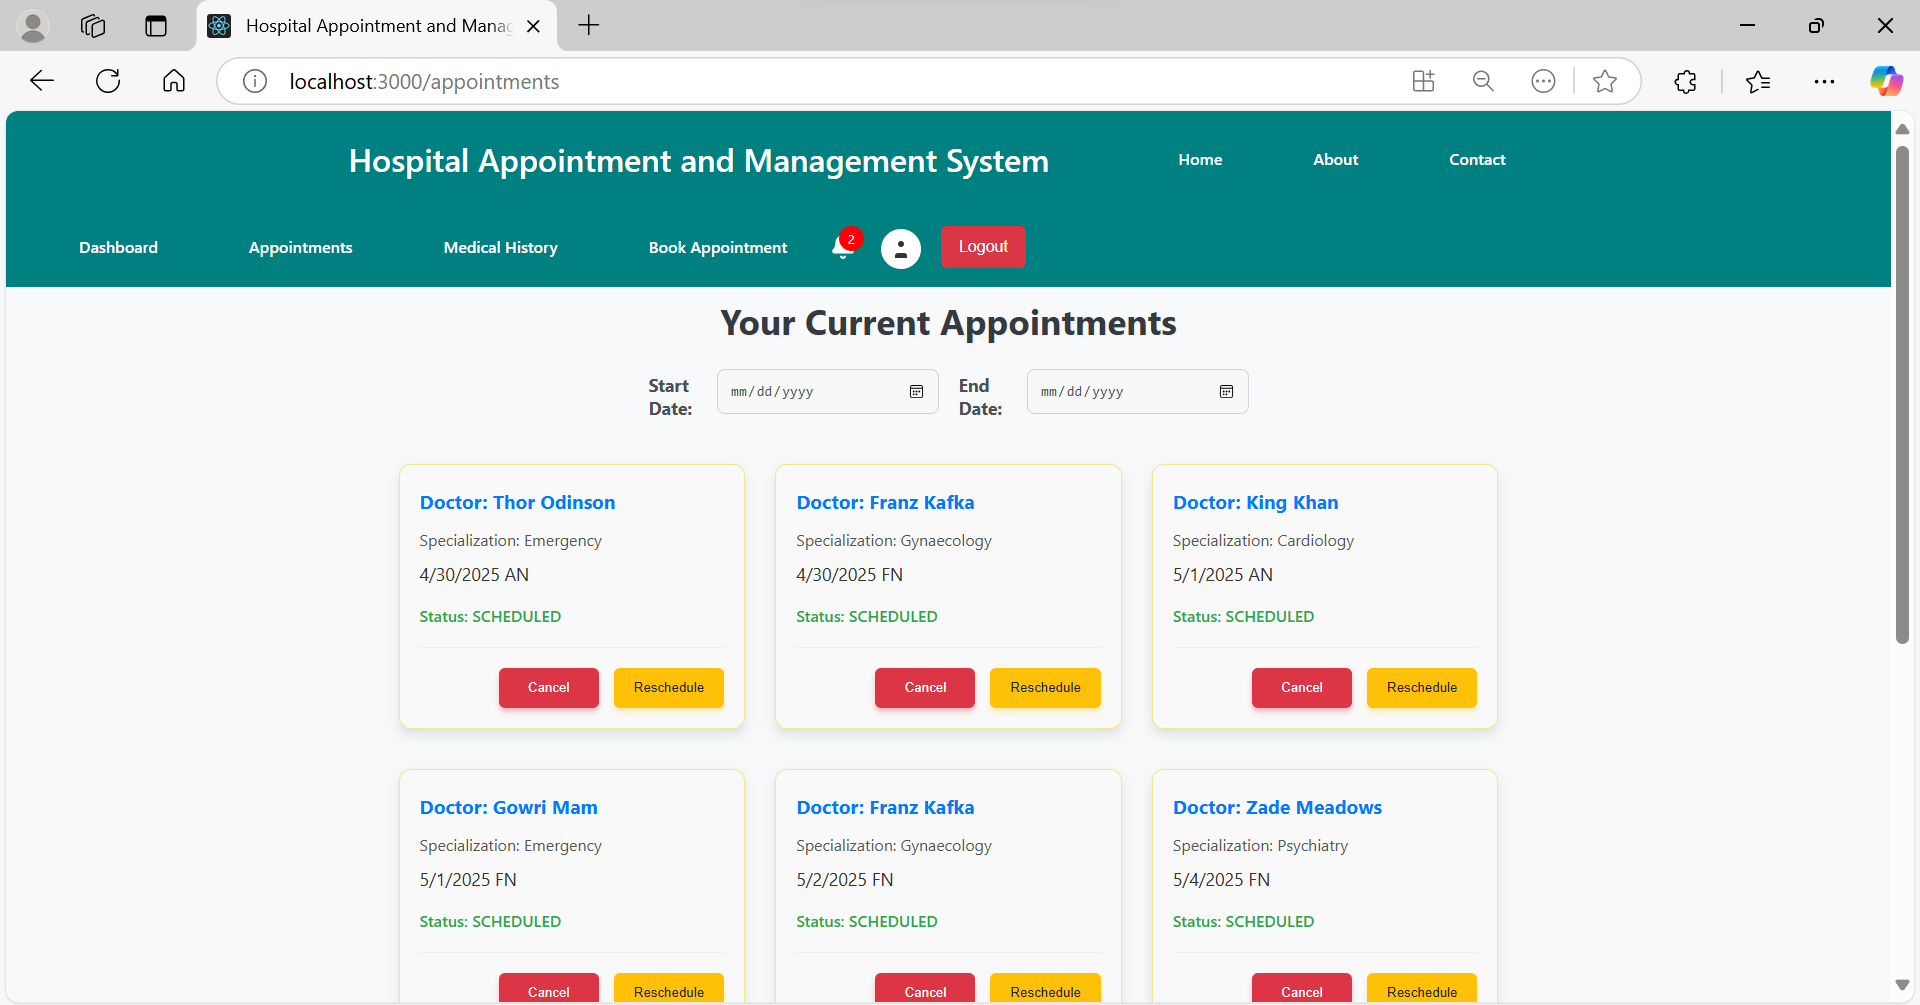 Hospital Appointment and Mana
localhost:3000/appointments
Hospital Appointment and Management System
Home
About
Contact
Dashboard
Appointments
Medical History
Book Appointment
2
Logout
Your Current Appointments
Start
Date:
mm/dd/yyyy
End
Date:
mm/dd/yyyy
Doctor: Thor Odinson
Specialization: Emergency
4/30/2025 AN
Status: SCHEDULED
Cancel
Reschedule
Doctor: Franz Kafka
Specialization: Gynaecology
4/30/2025 FN
Status: SCHEDULED
Cancel
Reschedule
Doctor: King Khan
Specialization: Cardiology
5/1/2025 AN
Status: SCHEDULED
Cancel
Reschedule
Doctor: Gowri Mam
Specialization: Emergency
5/1/2025 FN
Status: SCHEDULED
Cancel
Reschedule
Doctor: Franz Kafka
Specialization: Gynaecology
5/2/2025 FN
Status: SCHEDULED
Cancel
Reschedule
Doctor: Zade Meadows
Specialization: Psychiatry
5/4/2025 FN
Status: SCHEDULED
Cancel
Reschedule